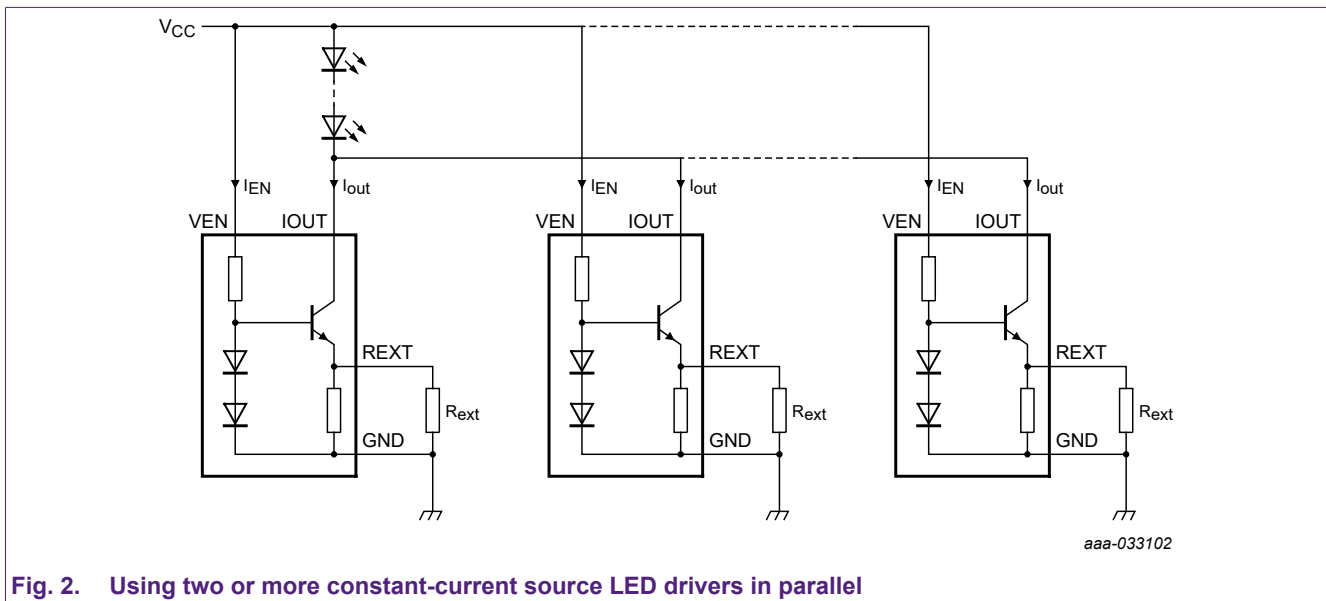 VCC
IEN Iout IEN Iout IEN Iout
VEN IOUT VEN IOUT VEN IOUT
REXT REXT REXT
Rext Rext Rext
GND GND GND
aaa-033102
Fig. 2. Using two or more constant-current source LED drivers in parallel